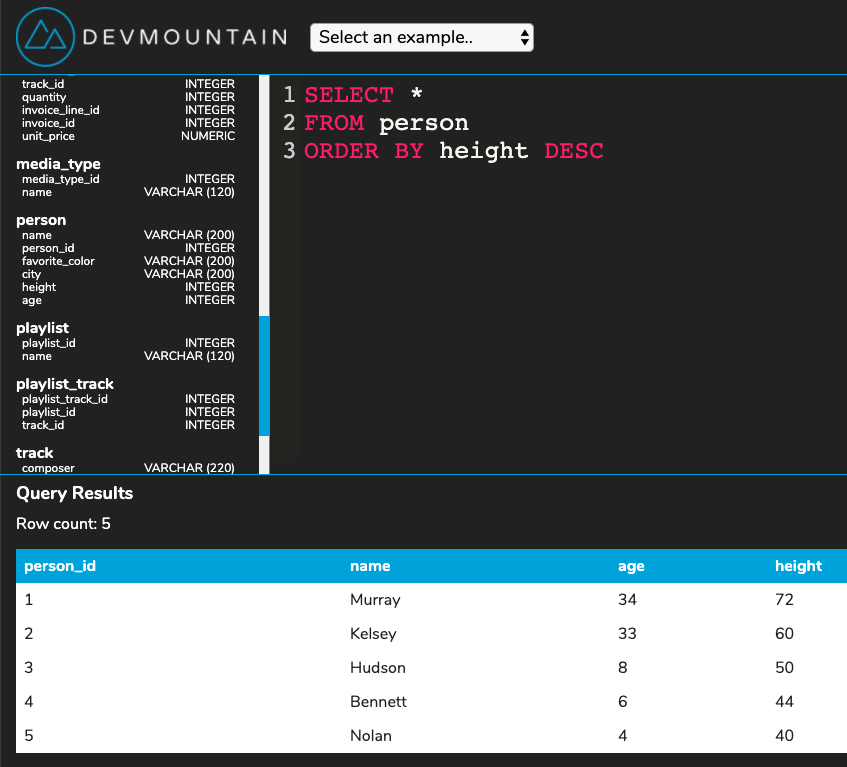 DEVMOUNTAIN
Select an example..
track_id INTEGER
quantity INTEGER
invoice_line_id INTEGER
invoice_id INTEGER
unit_price NUMERIC
media_type
media_type_id INTEGER
name VARCHAR (120)
person
name VARCHAR (200)
person_id INTEGER
favorite_color VARCHAR (200)
city VARCHAR (200)
height INTEGER
age INTEGER
playlist
playlist_id INTEGER
name VARCHAR (120)
playlist_track
playlist_track_id INTEGER
playlist_id INTEGER
track_id INTEGER
track
composer VARCHAR (220)
1 SELECT *
2 FROM person
3 ORDER BY height DESC
Query Results
Row count: 5
person_id name age height
1 Murray 34 72
2 Kelsey 33 60
3 Hudson 8 50
4 Bennett 6 44
5 Nolan 4 40